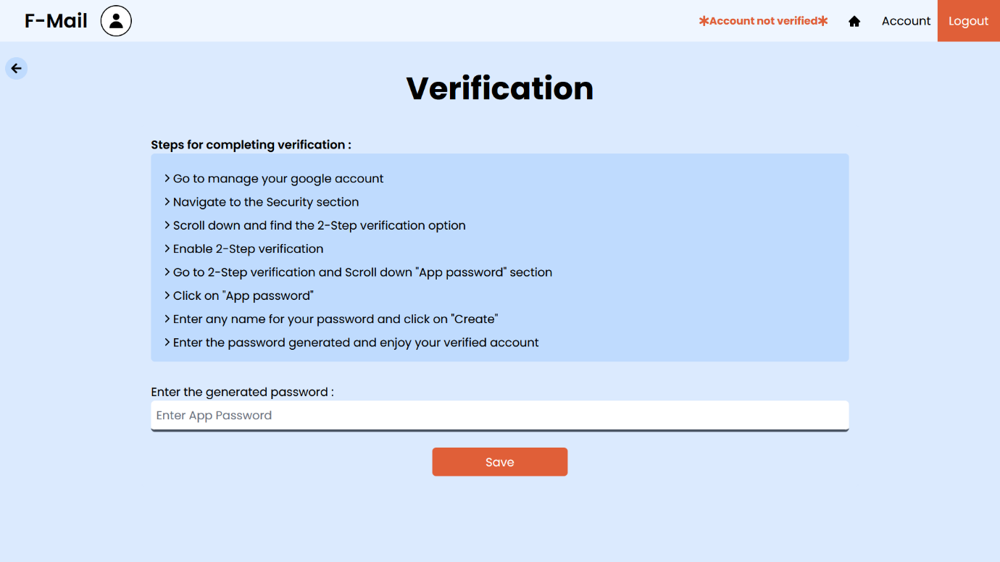 F-Mail
*Account not verified*
Account
Logout
Verification
Steps for completing verification :
> Go to manage your google account
> Navigate to the Security section
> Scroll down and find the 2-Step verification option
> Enable 2-Step verification
> Go to 2-Step verification and Scroll down "App password" section
> Click on "App password"
> Enter any name for your password and click on "Create"
> Enter the password generated and enjoy your verified account
Enter the generated password :
Enter App Password
Save